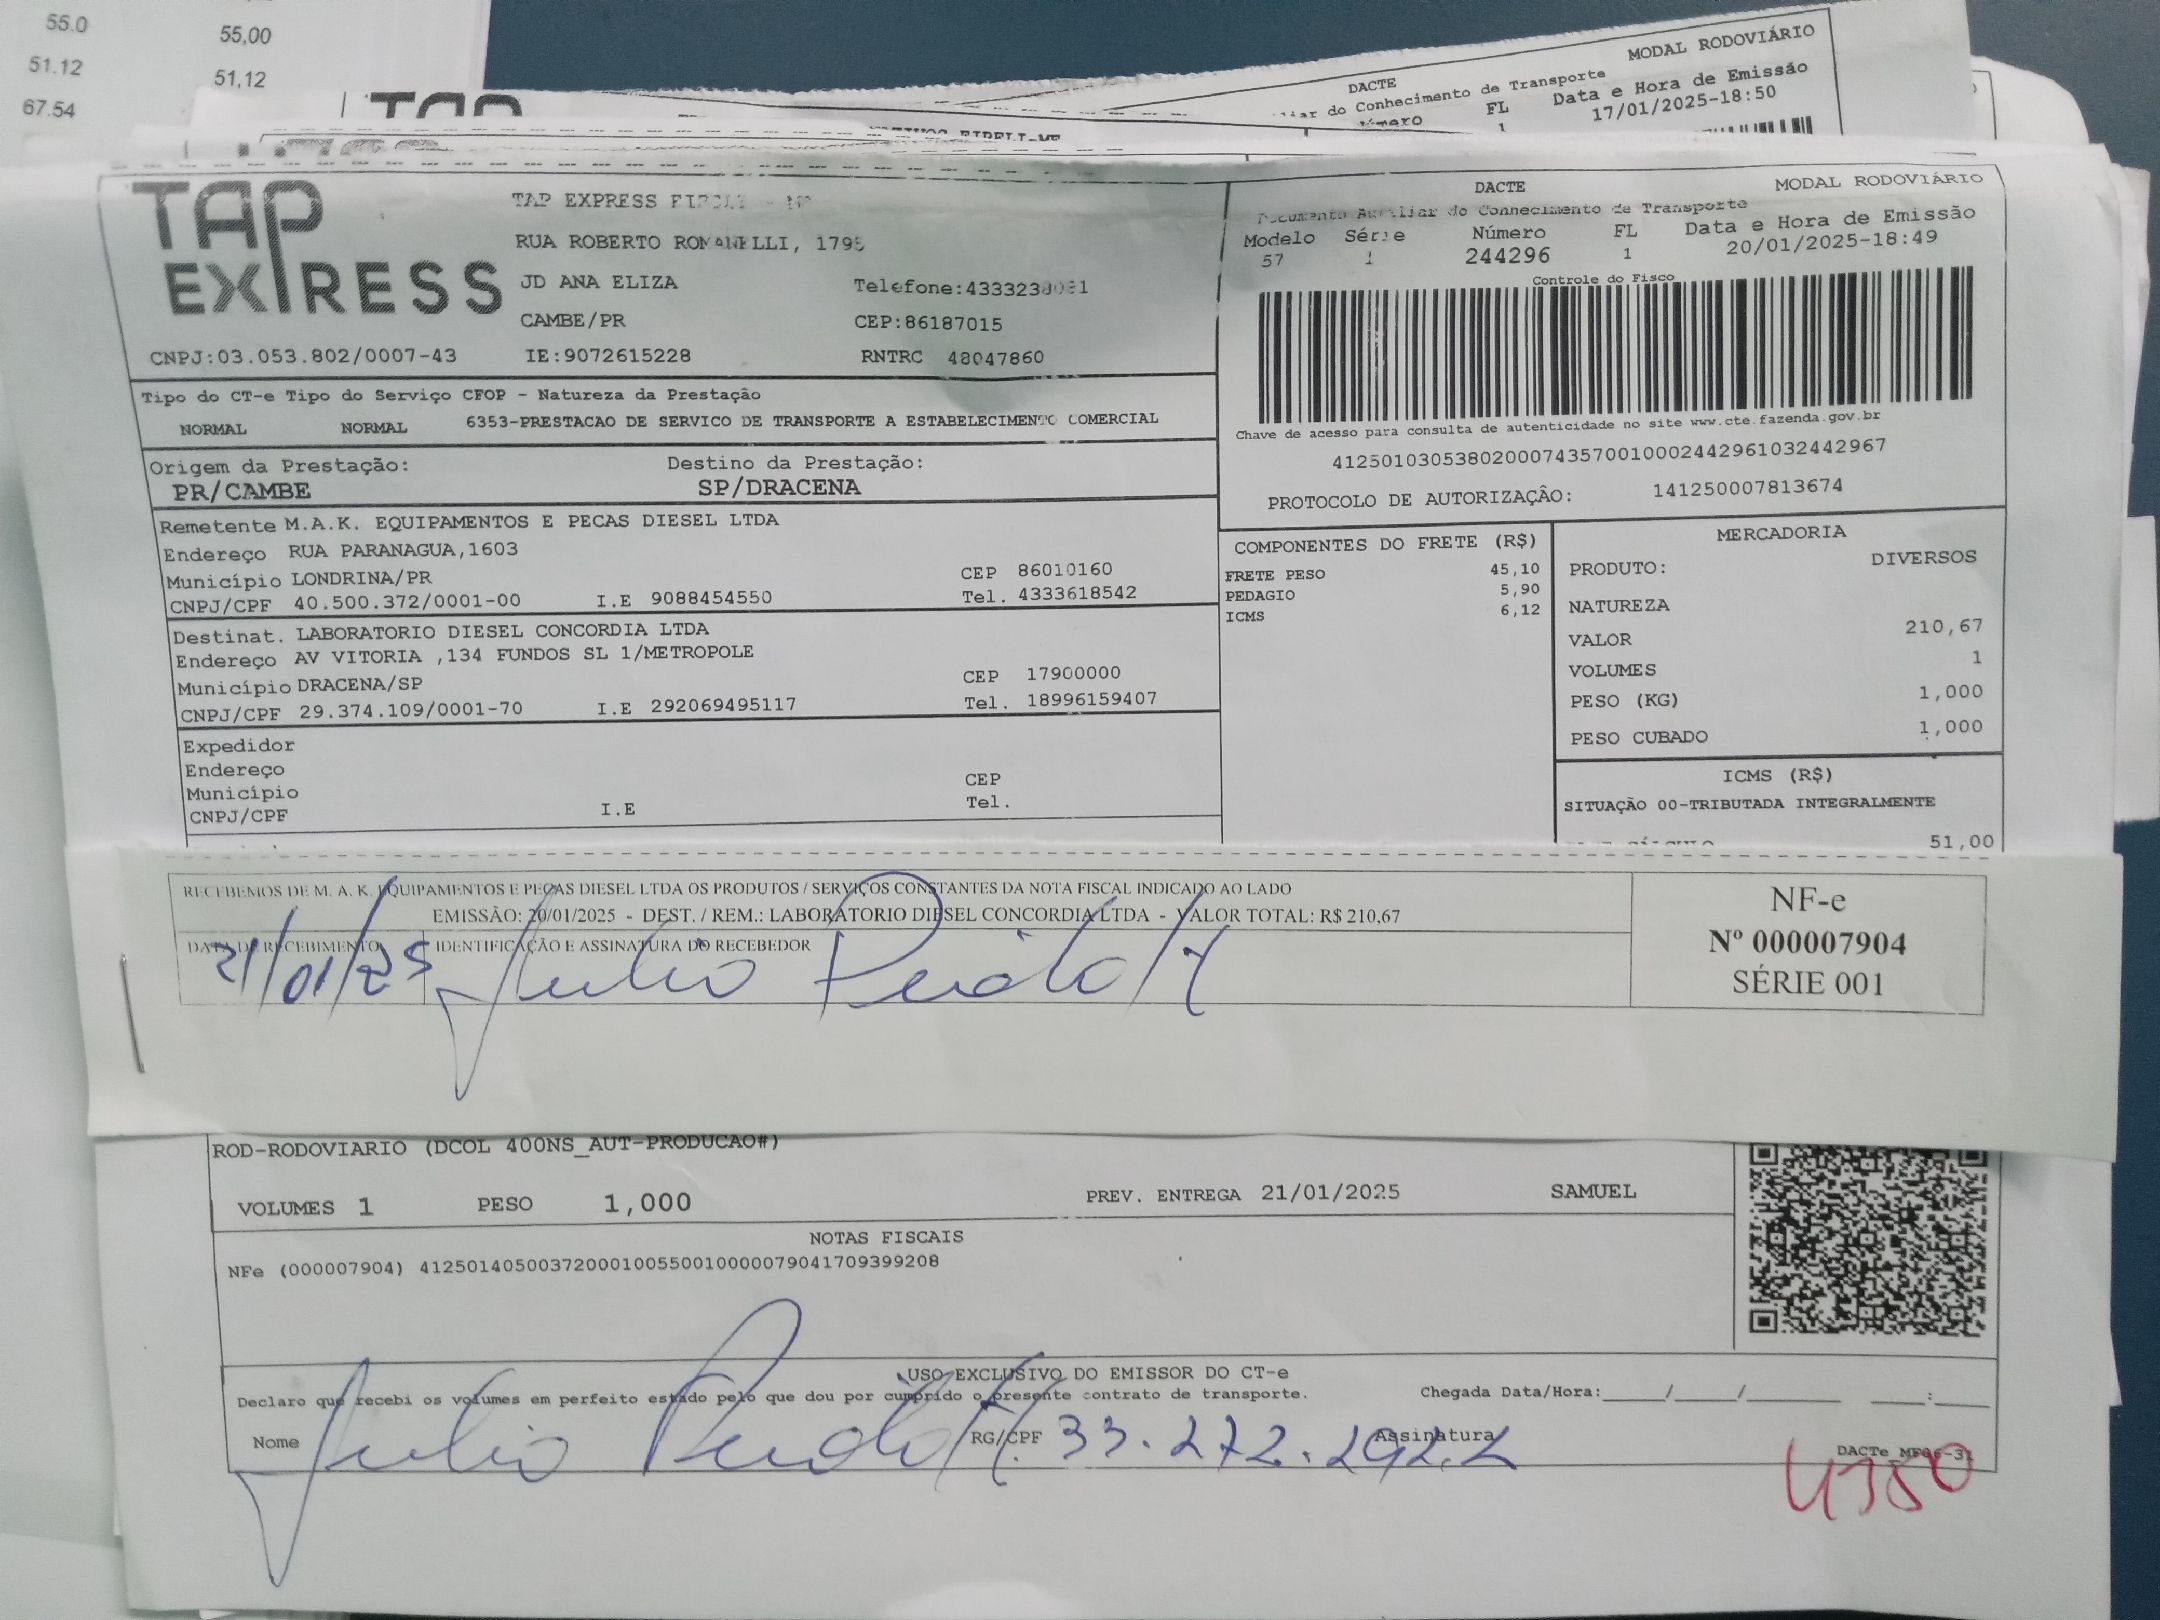 55.0 55,00
51.12 51,12
67.54
MODAL RODOVIÁRIO
DACTE
do Conhecimento de Transporte
FL Data e Hora de Emissão
1 17/01/2025-18:50
TAP EXPRESS
TAP EXPRESS
RUA ROBERTO ROMANELLI, 1795
JD ANA ELIZA
CAMBE/PR CEP:86187015
CNPJ:03.053.802/0007-43 IE:9072615228 RNTRC 48047860
DACTE MODAL RODOVIÁRIO
Documento Auxiliar do Conhecimento de Transporte
Modelo Série Número FL Data e Hora de Emissão
57 1 244296 1 20/01/2025-18:49
Controle do Fisco
Chave de acesso para consulta de autenticidade no site www.cte.fazenda.gov.br
41250103053802000743570010002442961032442967
PROTOCOLO DE AUTORIZAÇÃO: 141250007813674
Tipo do CT-e Tipo do Serviço CFOP - Natureza da Prestação
NORMAL NORMAL 6353-PRESTACAO DE SERVICO DE TRANSPORTE A ESTABELECIMENTO COMERCIAL
Origem da Prestação: Destino da Prestação:
PR/CAMBE SP/DRACENA
Remetente M.A.K. EQUIPAMENTOS E PECAS DIESEL LTDA
Endereço RUA PARANAGUA,1603
Município LONDRINA/PR CEP 86010160
CNPJ/CPF 40.500.372/0001-00 I.E 9088454550 Tel. 4333618542
Destinat. LABORATORIO DIESEL CONCORDIA LTDA
Endereço AV VITORIA ,134 FUNDOS SL 1/METROPOLE
Município DRACENA/SP CEP 17900000
CNPJ/CPF 29.374.109/0001-70 I.E 292069495117 Tel. 18996159407
Expedidor
Endereço
Município CEP
CNPJ/CPF I.E Tel.
COMPONENTES DO FRETE (R$)
FRETE PESO 45,10
PEDAGIO 5,90
ICMS 6,12
MERCADORIA
PRODUTO: DIVERSOS
NATUREZA
VALOR 210,67
VOLUMES 1
PESO (KG) 1,000
PESO CUBADO 1,000
ICMS (R$)
SITUAÇÃO 00-TRIBUTADA INTEGRALMENTE
51,00
RECEBEMOS DE M. A. K. EQUIPAMENTOS E PEÇAS DIESEL LTDA OS PRODUTOS / SERVIÇOS CONSTANTES DA NOTA FISCAL INDICADO AO LADO
EMISSÃO: 20/01/2025 - DEST. / REM.: LABORATORIO DIESEL CONCORDIA LTDA - VALOR TOTAL: R$ 210,67
DATA DE RECEBIMENTO IDENTIFICAÇÃO E ASSINATURA DO RECEBEDOR
21/01/25 Julio
NF-e
Nº 000007904
SÉRIE 001
ROD-RODOVIARIO (DCOL 400NS_AUT-PRODUCAO#)
VOLUMES 1 PESO 1,000 PREV. ENTREGA 21/01/2025 SAMUEL
NOTAS FISCAIS
NFe (000007904) 41250140500372000100550010000079041709399208
USO EXCLUSIVO DO EMISSOR DO CT-e
Declaro que recebi os volumes em perfeito estado pelo que dou por cumprido o presente contrato de transporte. Chegada Data/Hora:_____/_____/_______ ____:____
Nome Julio RG/CPF Assinatura